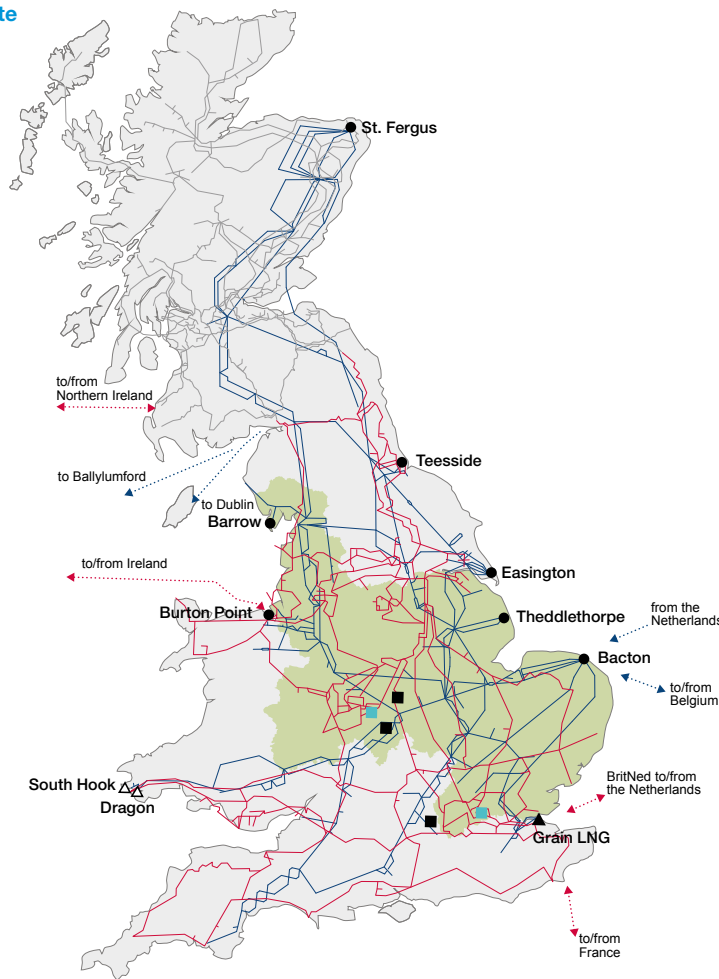 te
St. Fergus
to/from
Northern Ireland
Teesside
to Ballylumford
to Dublin
Barrow
to/from Ireland
Easington
Burton Point
Theddlethorpe
from the
Netherlands
Bacton
to/from
Belgium
South Hook
Dragon
BritNed to/from
the Netherlands
Grain LNG
to/from
France